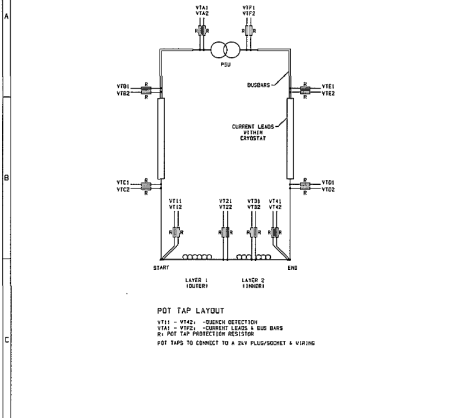 A
VTA1 VTF1
VTA2 VTF2
R R R R
PSU
BUSBARS
R R
VTB1 VTE1
VTB2 VTE2
R R
CURRENT LEADS
WITHIN
CRYOSTAT
B
R R
VTC1 VTD1
VTC2 VTD2
R R
VT11 VT21 VT31 VT41
VT12 VT22 VT32 VT42
R R R R R R R R
START END
LAYER 1 LAYER 2
(OUTER) (INNER)
POT TAP LAYOUT
VT11 - VT42: -QUENCH DETECTION
VTA1 - VTF2: -CURRENT LEADS & BUS BARS
R: POT TAP PROTECTION RESISTOR
C
POT TAPS TO CONNECT TO A 2kV PLUG/SOCKET & WIRING